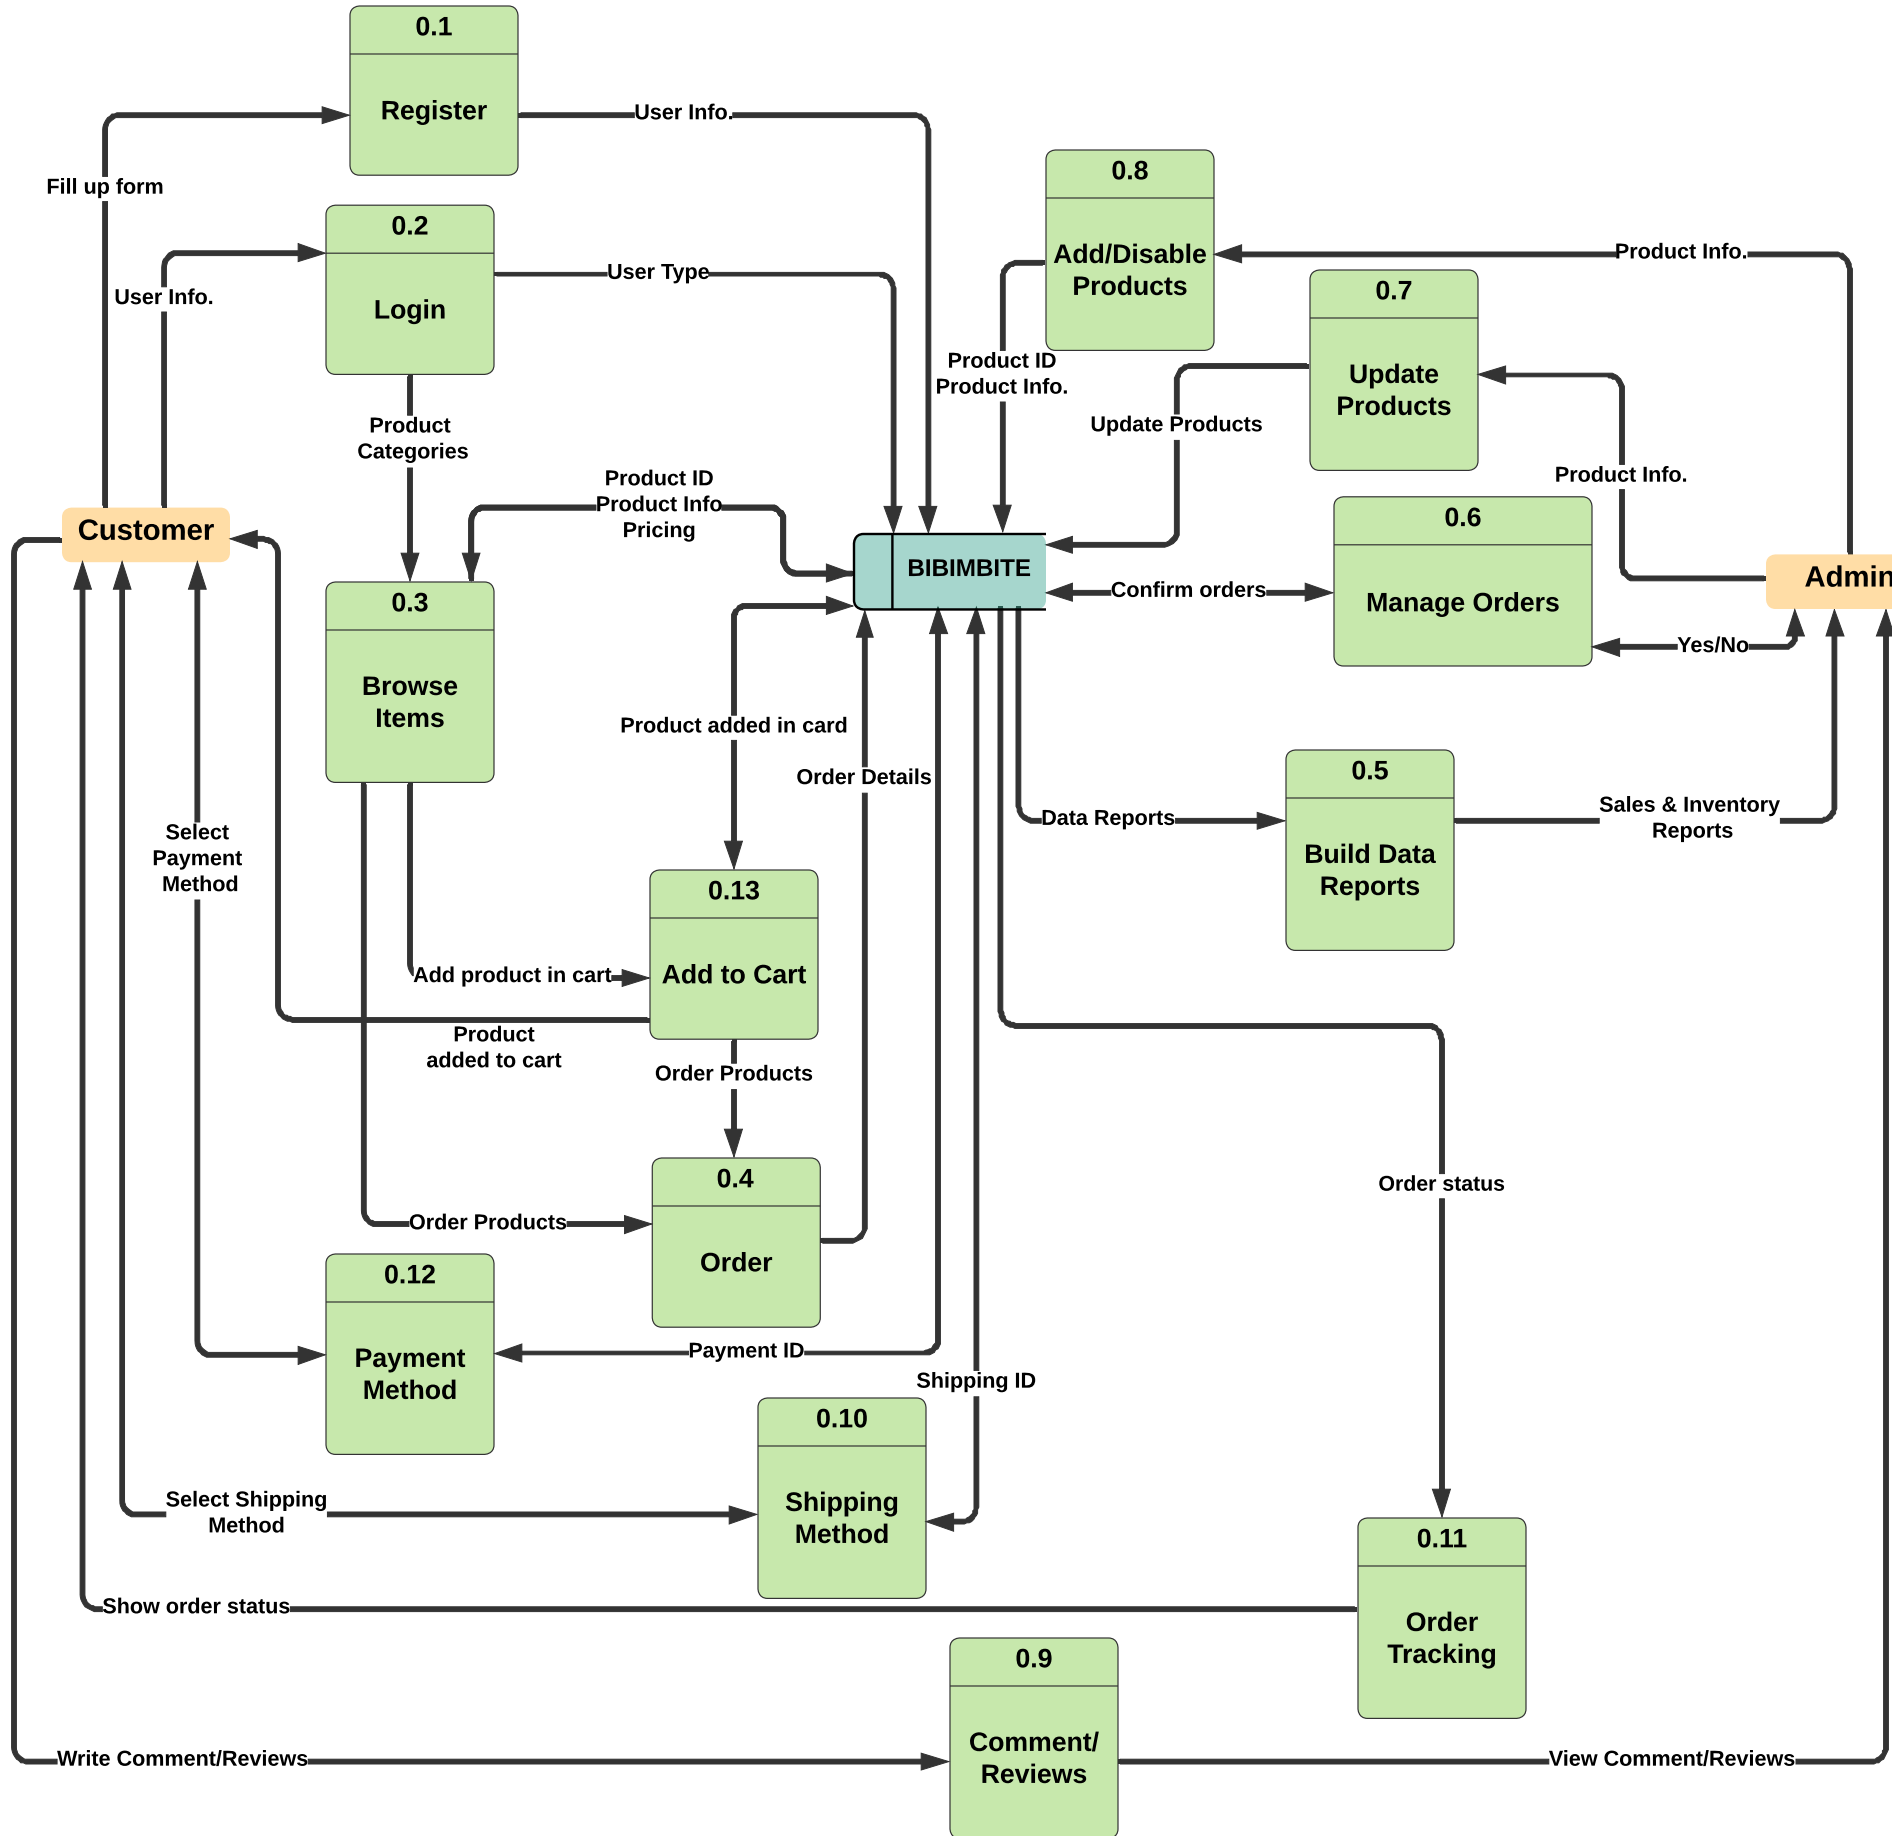 0.1
Register
User Info.
Fill up form
0.8
Add/Disable
Products
Product Info.
0.2
Login
User Info.
User Type
0.7
Update
Products
Product ID
Product Info.
Update Products
Product
Categories
Product Info.
Product ID
Product Info
Pricing
Customer
BIBIMBITE
0.6
Manage Orders
Confirm orders
Admin
Yes/No
0.3
Browse
Items
Product added in card
Order Details
Select
Payment
Method
Data Reports
0.5
Build Data
Reports
Sales & Inventory
Reports
0.13
Add to Cart
Add product in cart
Product
added to cart
Order Products
0.4
Order
Order Products
Order status
0.12
Payment
Method
Payment ID
Shipping ID
0.10
Shipping
Method
Select Shipping
Method
0.11
Order
Tracking
Show order status
0.9
Comment/
Reviews
Write Comment/Reviews
View Comment/Reviews